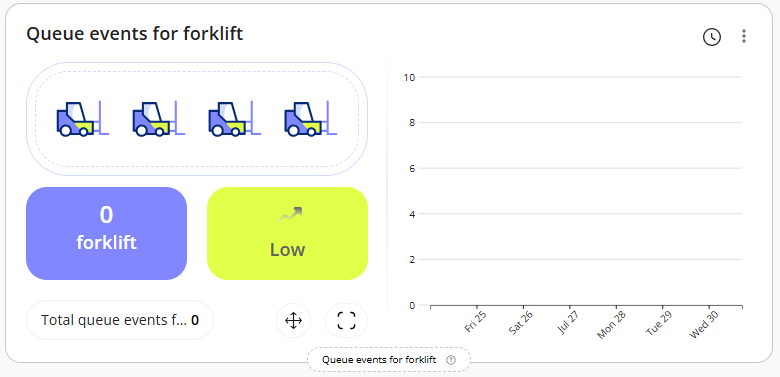 Queue events for forklift
0
forklift
Low
Total queue events f... 0
10
8
6
4
2
0
Fri 25
Sat 26
Jul 27
Mon 28
Tue 29
Wed 30
Queue events for forklift ?